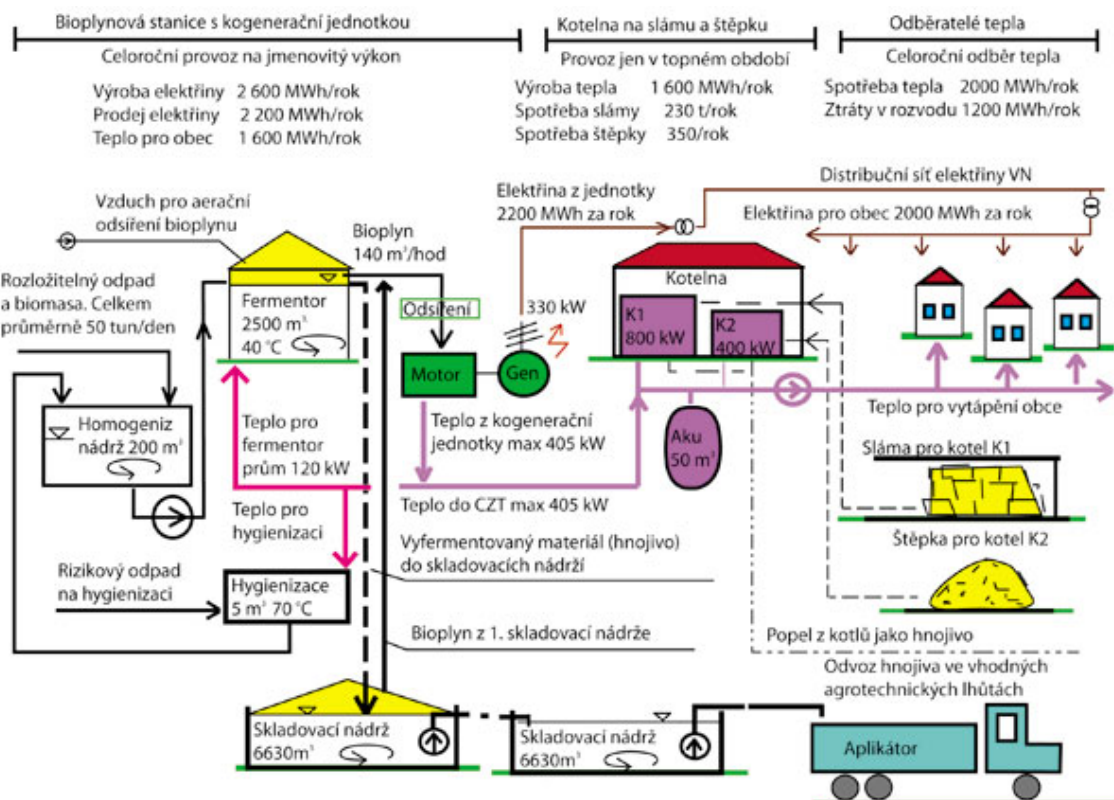 Bioplynová stanice s kogenerační jednotkou
Celoroční provoz na jmenovitý výkon
Výroba elektřiny 2 600 MWh/rok
Prodej elektřiny 2 200 MWh/rok
Teplo pro obec 1 600 MWh/rok
Kotelna na slámu a štěpku
Provoz jen v topném období
Výroba tepla 1 600 MWh/rok
Spotřeba slámy 230 t/rok
Spotřeba štěpky 350/rok
Odběratelé tepla
Celoroční odběr tepla
Spotřeba tepla 2000 MWh/rok
Ztráty v rozvodu 1200 MWh/rok
Vzduch pro aerační
odsíření bioplynu
Bioplyn
140 m³/hod
Elektřina z jednotky
2200 MWh za rok
Distribuční síť elektřiny VN
Elektřina pro obec 2000 MWh za rok
Rozložitelný odpad
a biomasa. Celkem
průměrně 50 tun/den
Fermentor
2500 m³
40 °C
Odsíření
330 kW
Motor
Gen
Kotelna
K1
800 kW
K2
400 kW
Homogeniz
nádrž 200 m³
Teplo pro
fermentor
prům 120 kW
Teplo z kogenerační
jednotky max 405 kW
Aku
50 m³
Teplo pro vytápění obce
Sláma pro kotel K1
Teplo do CZT max 405 kW
Teplo pro
hygienizaci
Štěpka pro kotel K2
Vyfermentovaný materiál (hnojivo)
do skladovacích nádrží
Rizikový odpad
na hygienizaci
Hygienizace
5 m³ 70 °C
Bioplyn z 1. skladovací nádrže
Popel z kotlů jako hnojivo
Odvoz hnojiva ve vhodných
agrotechnických lhůtách
Skladovací nádrž
6630m³
Skladovací nádrž
6630m³
Aplikátor